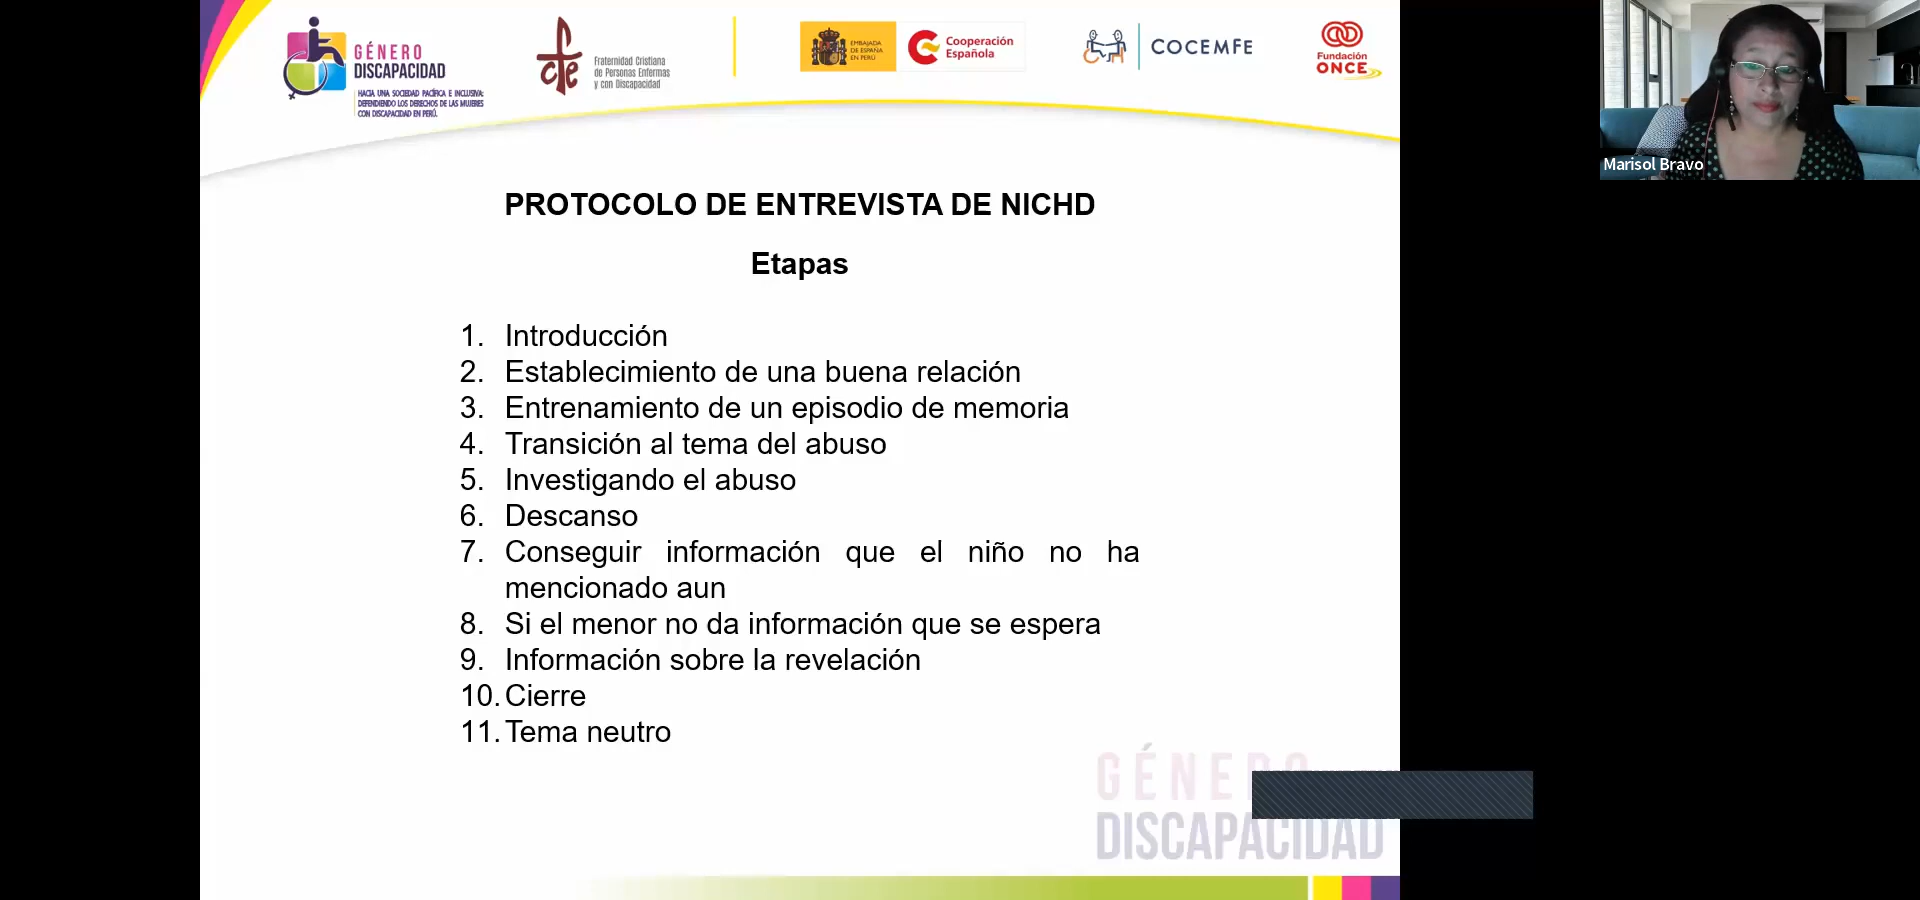 GÉNERO
DISCAPACIDAD
HACIA UNA SOCIEDAD PACÍFICA E INCLUSIVA:
DEFENDIENDO LOS DERECHOS DE LAS MUJERES
CON DISCAPACIDAD EN PERÚ.
Fraternidad Cristiana
de Personas Enfermas
y con Discapacidad
EMBAJADA
DE ESPAÑA
EN PERÚ
Cooperación
Española
COCEMFE
Fundación
ONCE
Marisol Bravo
PROTOCOLO DE ENTREVISTA DE NICHD
Etapas
1. Introducción
2. Establecimiento de una buena relación
3. Entrenamiento de un episodio de memoria
4. Transición al tema del abuso
5. Investigando el abuso
6. Descanso
7. Conseguir información que el niño no ha
mencionado aun
8. Si el menor no da información que se espera
9. Información sobre la revelación
10. Cierre
11. Tema neutro
GÉNERO
DISCAPACIDAD